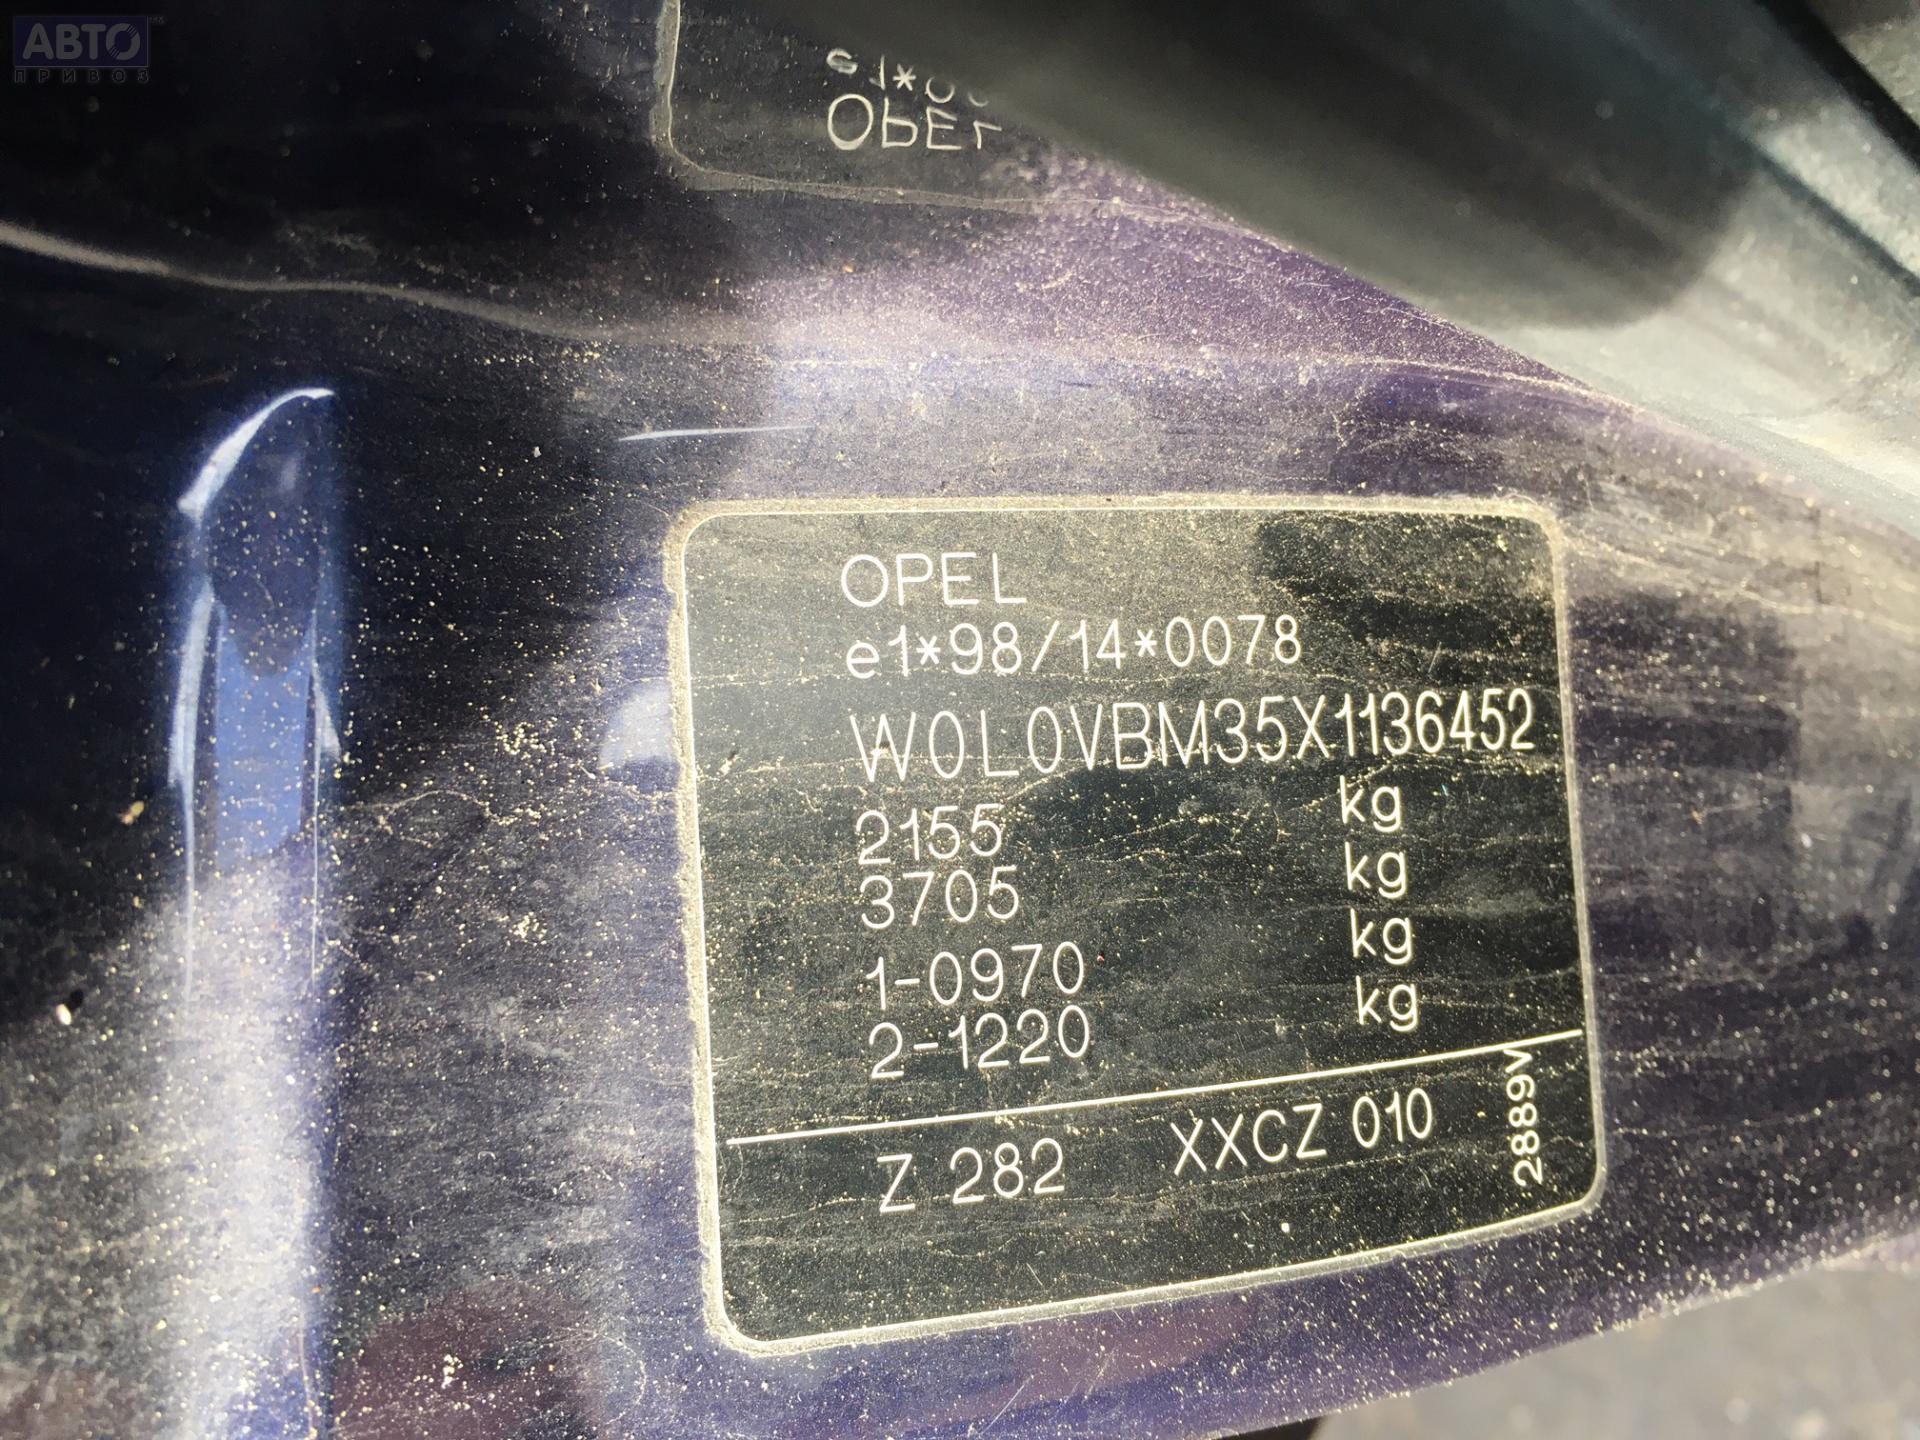 АВТО
ПРИВОЗ
OPEL
e1*98/14*0078
W0L0VBM35X1136452
2155 kg
3705 kg
1-0970 kg
2-1220 kg
Z 282 XXCZ 010
2889V